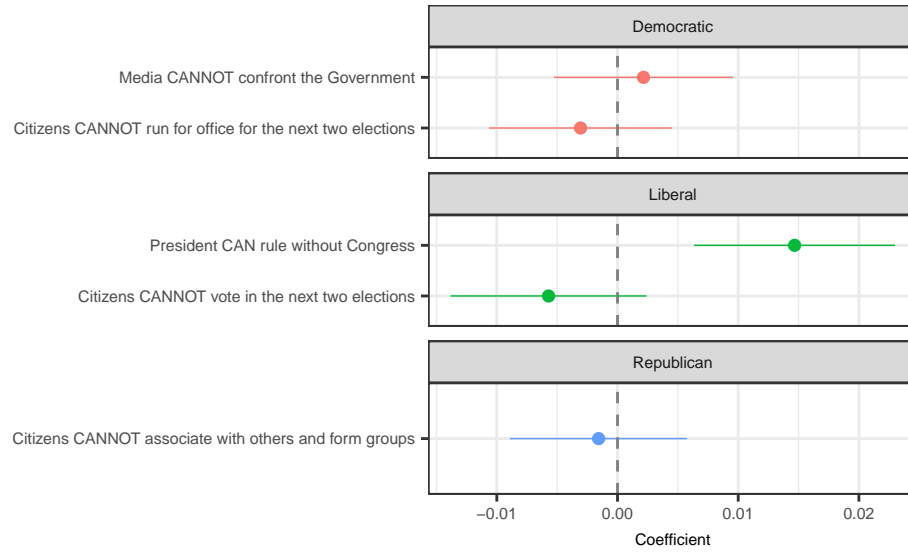 Democratic
Media CANNOT confront the Government
Citizens CANNOT run for office for the next two elections
Liberal
President CAN rule without Congress
Citizens CANNOT vote in the next two elections
Republican
Citizens CANNOT associate with others and form groups
−0.01 0.00 0.01 0.02
Coefficient